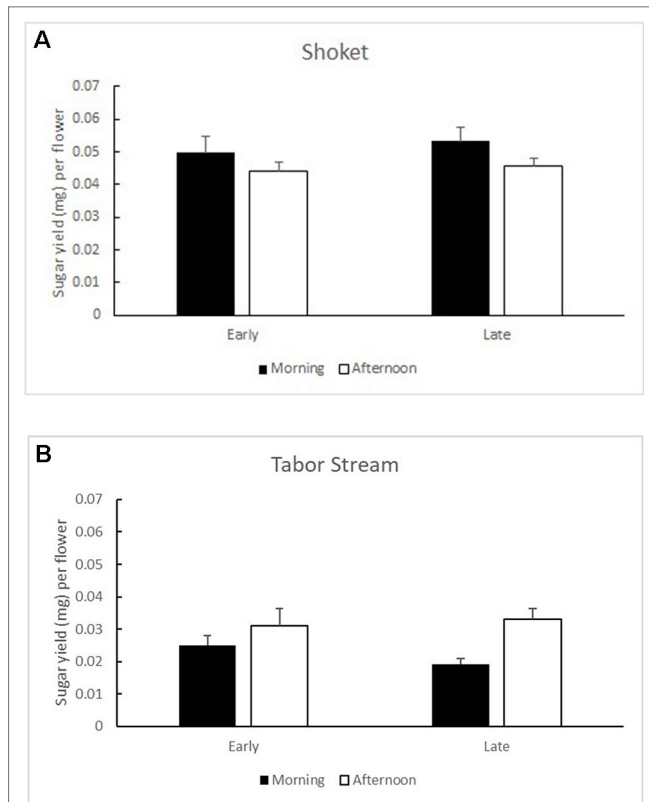 A
Shoket
0.07
0.06
0.05
0.04
0.03
0.02
0.01
0
Sugar yield (mg) per flower
Early Late
Morning Afternoon
B
Tabor Stream
0.07
0.06
0.05
0.04
0.03
0.02
0.01
0
Sugar yield (mg) per flower
Early Late
Morning Afternoon